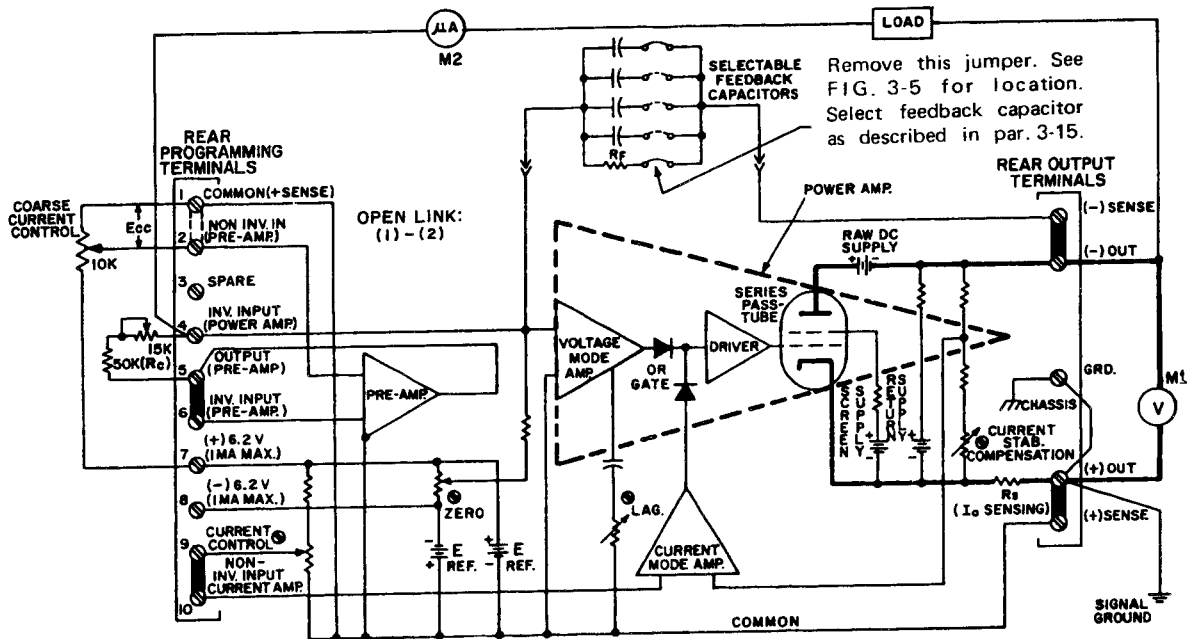 μA
M2
LOAD
SELECTABLE
FEEDBACK
CAPACITORS
RF
Remove this jumper. See
FIG. 3-5 for location.
Select feedback capacitor
as described in par. 3-15.
REAR
PROGRAMMING
TERMINALS
COARSE
CURRENT
CONTROL
Ecc
10K
1 COMMON (+SENSE)
2 NON INV. IN
(PRE-AMP.)
3 SPARE
4 INV. INPUT
(POWER AMP.)
15K
50K(Rc)
5 OUTPUT
(PRE-AMP)
6 INV. INPUT
(PRE-AMP.)
7 (+) 6.2 V
(1MA MAX.)
8 (-) 6.2 V
(1MA MAX.)
9 CURRENT
CONTROL
NON-
INV. INPUT
CURRENT AMP.
10
OPEN LINK:
(1)-(2)
PRE-AMP.
ZERO
- E
+ REF.
+ E
- REF.
VOLTAGE
MODE
AMP.
OR
GATE
DRIVER
LAG.
CURRENT
MODE AMP.
POWER AMP.
RAW DC
SUPPLY
+ -
SERIES
PASS-
TUBE
SCREEN
SUPPLY
+
-
RETURN
SUPPLY
+
-
CURRENT
STAB.
COMPENSATION
Rs
(Io SENSING)
REAR OUTPUT
TERMINALS
(-) SENSE
(-) OUT
GRD.
CHASSIS
M1
V
(+) OUT
(+) SENSE
COMMON
SIGNAL
GROUND